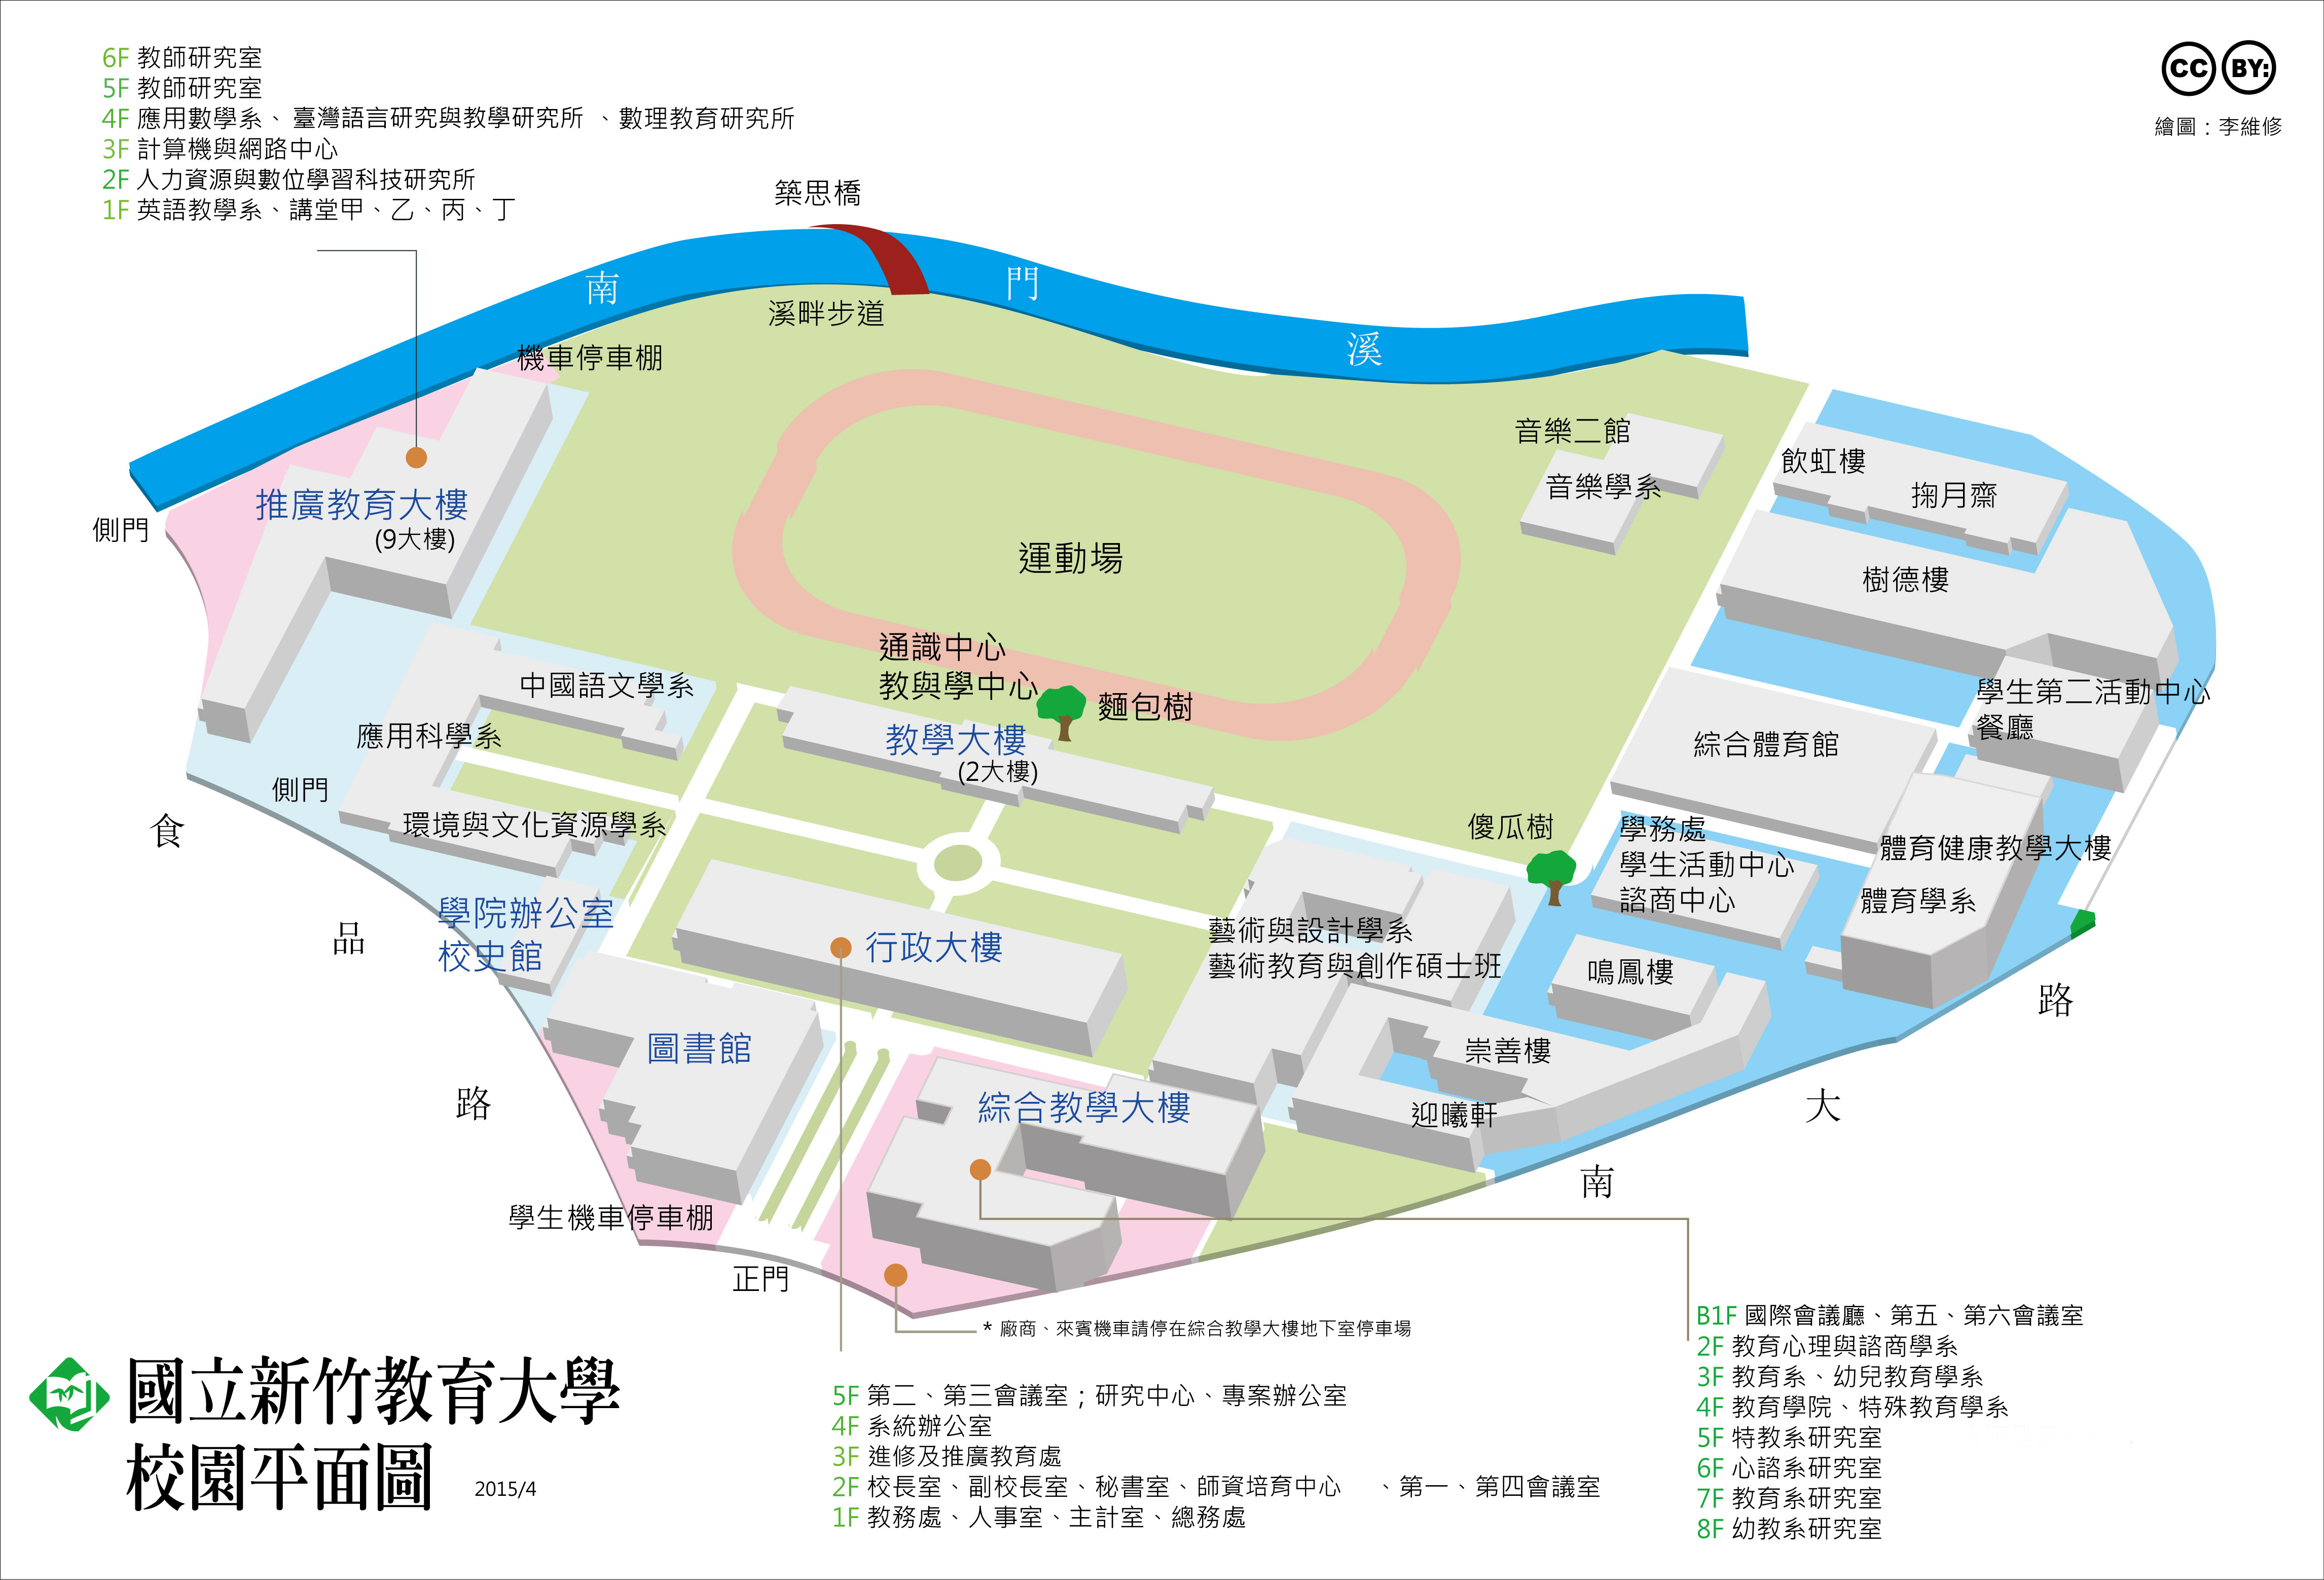 6F 教師研究室
5F 教師研究室
4F 應用數學系、臺灣語言研究與教學研究所、數理教育研究所
3F 計算機與網路中心
2F 人力資源與數位學習科技研究所
1F 英語教學系、講堂甲、乙、丙、丁
CC BY:
繪圖：李維修
築思橋
南
門
溪
溪畔步道
機車停車棚
側門
推廣教育大樓
(9大樓)
運動場
音樂二館
音樂學系
飲虹樓
掬月齋
樹德樓
通識中心
教與學中心
麵包樹
教學大樓
(2大樓)
中國語文學系
應用科學系
側門
環境與文化資源學系
綜合體育館
學生第二活動中心
餐廳
傻瓜樹
學務處
學生活動中心
諮商中心
體育健康教學大樓
體育學系
學院辦公室
校史館
行政大樓
藝術與設計學系
藝術教育與創作碩士班
鳴鳳樓
崇善樓
迎曦軒
圖書館
綜合教學大樓
食
品
路
學生機車停車棚
正門
南
大
路
* 廠商、來賓機車請停在綜合教學大樓地下室停車場
5F 第二、第三會議室；研究中心、專案辦公室
4F 系統辦公室
3F 進修及推廣教育處
2F 校長室、副校長室、秘書室、師資培育中心 、第一、第四會議室
1F 教務處、人事室、主計室、總務處
B1F 國際會議廳、第五、第六會議室
2F 教育心理與諮商學系
3F 教育系、幼兒教育學系
4F 教育學院、特殊教育學系
5F 特教系研究室
6F 心諮系研究室
7F 教育系研究室
8F 幼教系研究室
國立新竹教育大學
校園平面圖 2015/4